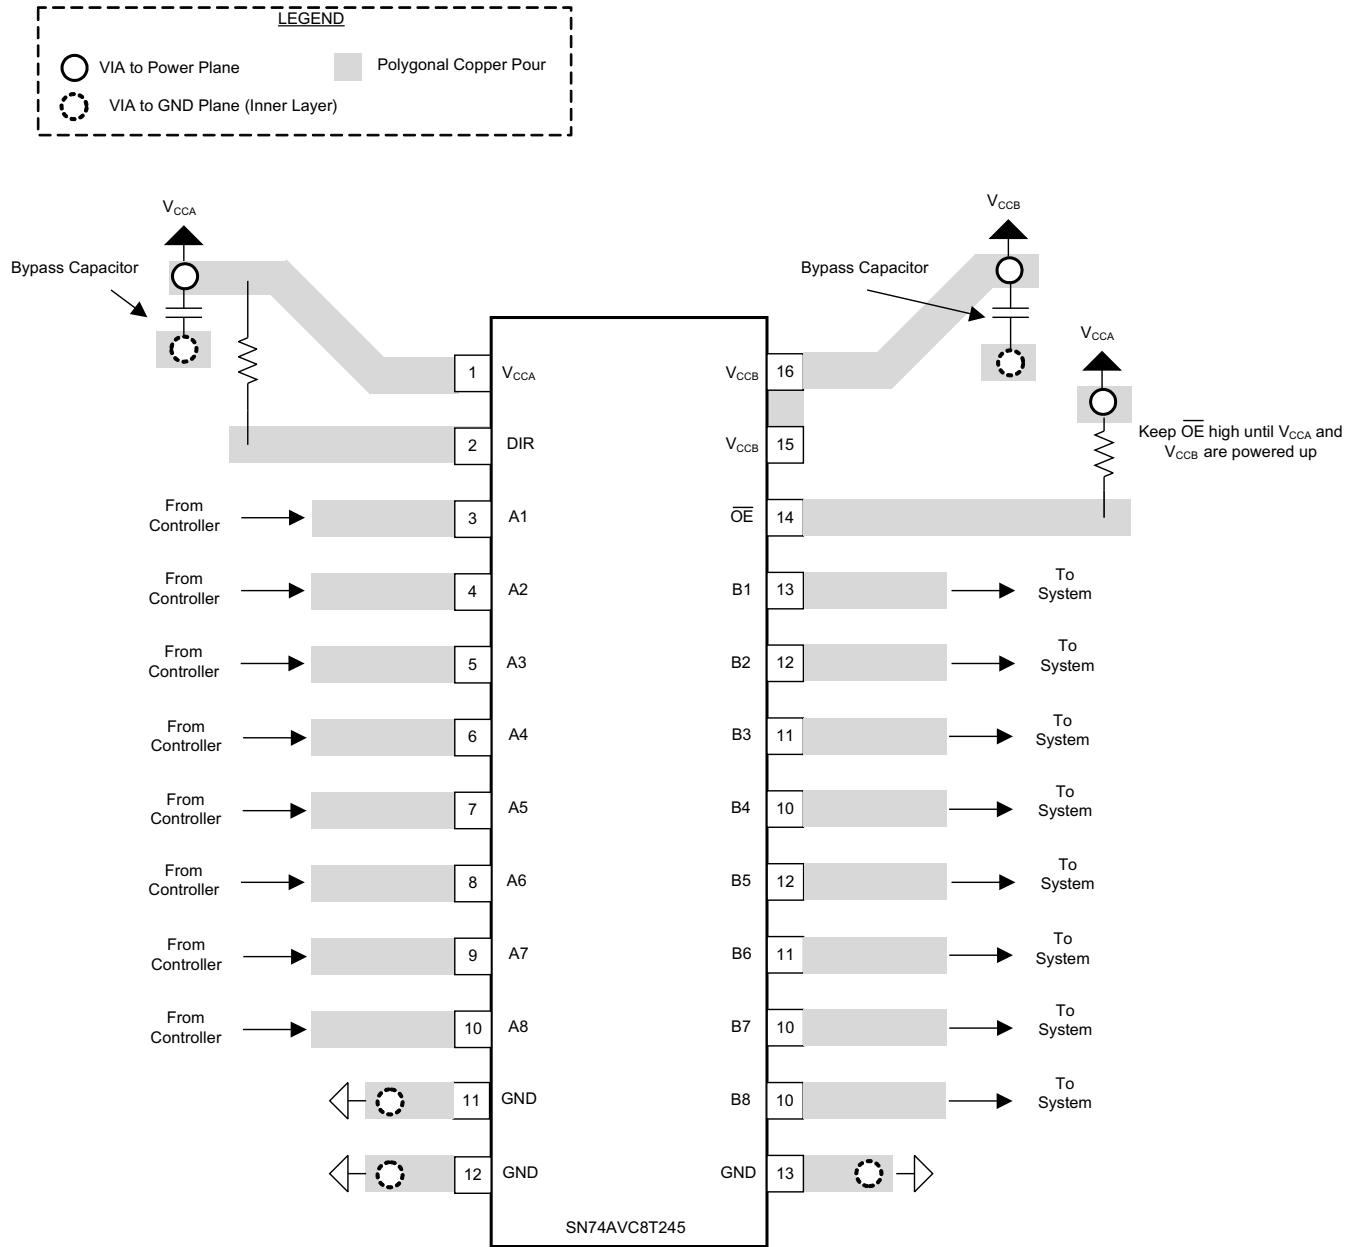 LEGEND
VIA to Power Plane
Polygonal Copper Pour
VIA to GND Plane (Inner Layer)
VCCA
VCCB
Bypass Capacitor
Bypass Capacitor
VCCA
Keep OE high until VCCA and
VCCB are powered up
1 VCCA
VCCB 16
2 DIR
VCCB 15
From
Controller
3 A1
OE 14
From
Controller
4 A2
B1 13
To
System
From
Controller
5 A3
B2 12
To
System
From
Controller
6 A4
B3 11
To
System
From
Controller
7 A5
B4 10
To
System
From
Controller
8 A6
B5 12
To
System
From
Controller
9 A7
B6 11
To
System
From
Controller
10 A8
B7 10
To
System
11 GND
B8 10
To
System
12 GND
GND 13
SN74AVC8T245